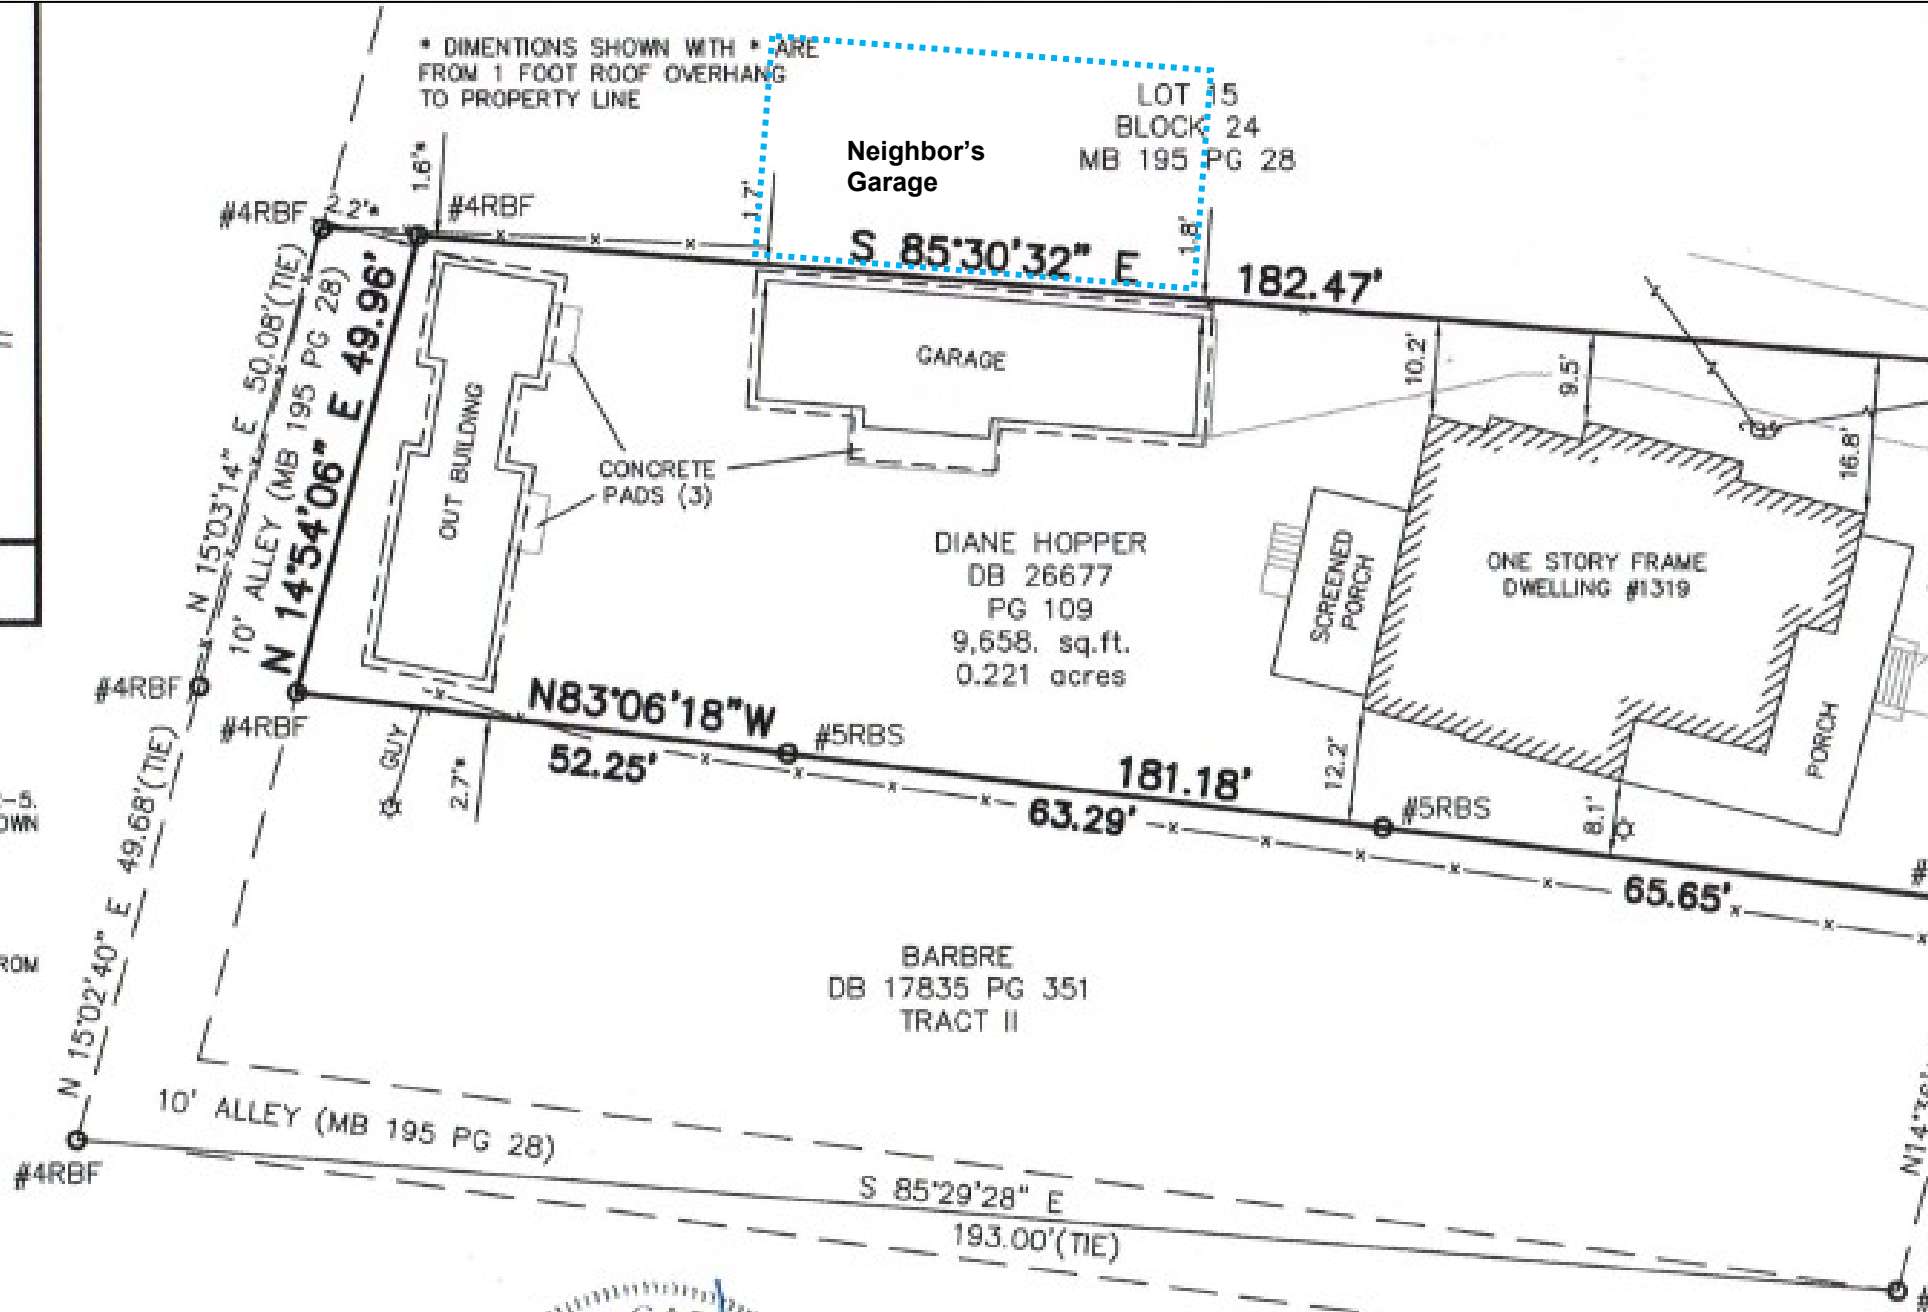 * DIMENTIONS SHOWN WITH * ARE
FROM 1 FOOT ROOF OVERHANG
TO PROPERTY LINE
LOT 15
BLOCK 24
MB 195 PG 28
Neighbor's
Garage
1.6'*
2.2'*
#4RBF
#4RBF
1.7'
1.8'
S 85°30'32" E
182.47'
N 15°03'14" E 50.08'(TIE)
10' ALLEY (MB 195 PG 28)
N 14°54'06" E 49.96'
OUT BUILDING
GARAGE
CONCRETE
PADS (3)
10.2'
9.5'
16.8'
DIANE HOPPER
DB 26677
PG 109
9,658. sq.ft.
0.221 acres
SCREENED
PORCH
ONE STORY FRAME
DWELLING #1319
PORCH
#4RBF
#4RBF
N83°06'18"W
#5RBS
52.25'
GUY
2.7'*
181.18'
63.29'
12.2'
#5RBS
8.1'
65.65'
-5.
OWN
ROM
N 15°02'40" E 49.68'(TIE)
BARBRE
DB 17835 PG 351
TRACT II
10' ALLEY (MB 195 PG 28)
#4RBF
S 85°29'28" E
193.00'(TIE)